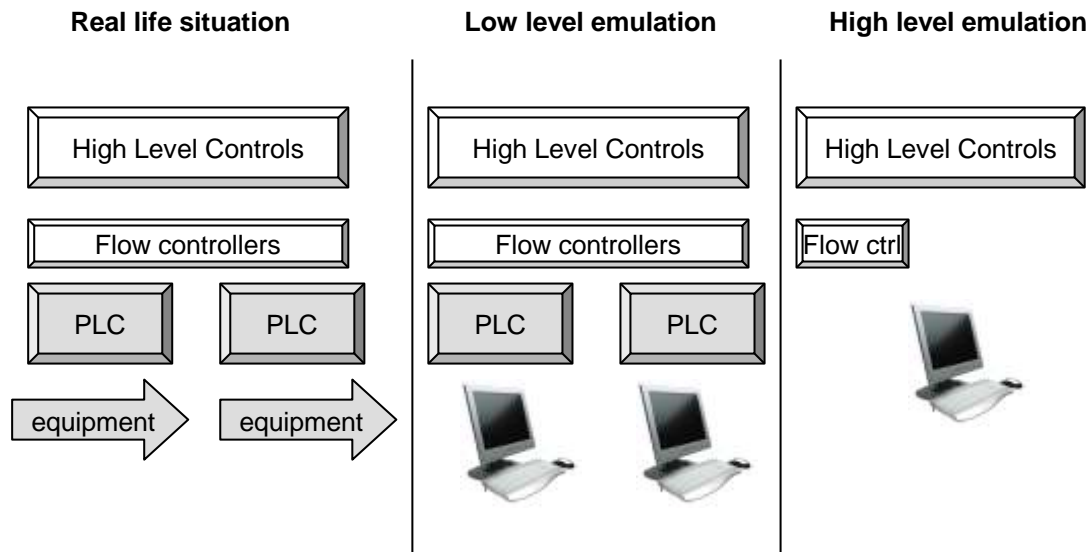 Real life situation
Low level emulation
High level emulation
High Level Controls
High Level Controls
High Level Controls
Flow controllers
Flow controllers
Flow ctrl
PLC
PLC
PLC
PLC
equipment
equipment